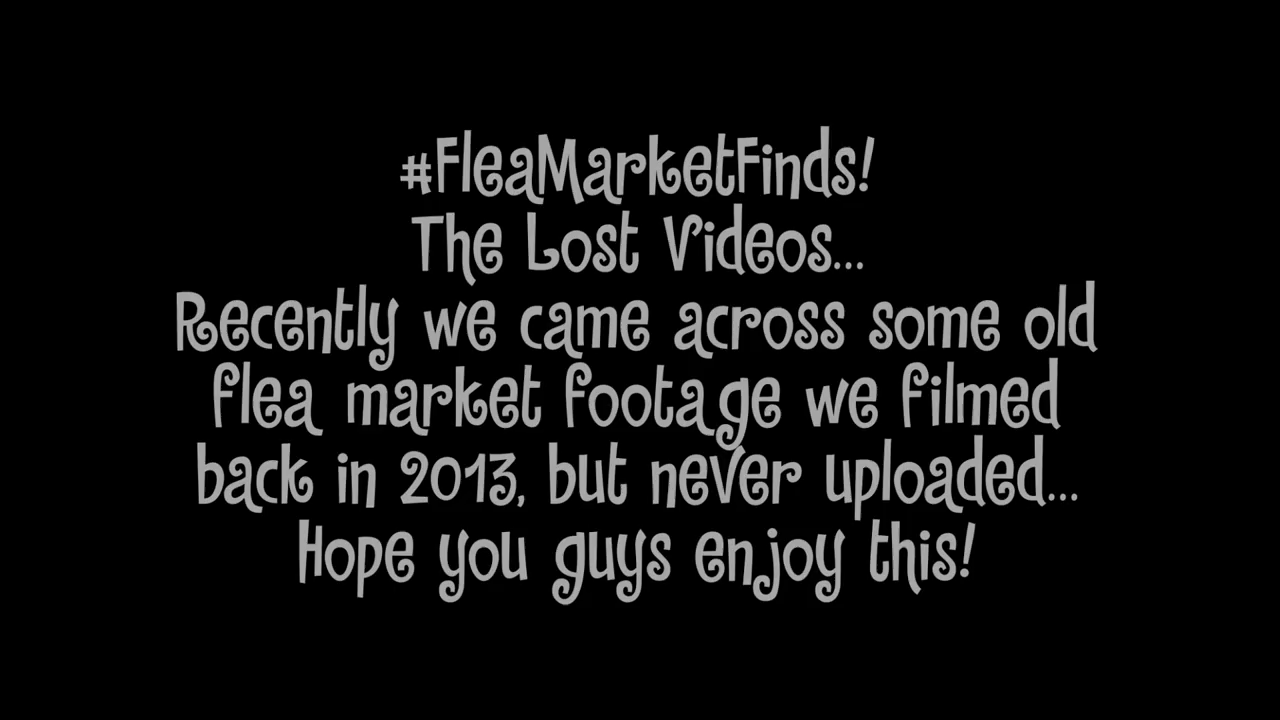 #FleaMarketFinds!
The Lost Videos...
Recently we came across some old
flea market footage we filmed
back in 2013, but never uploaded...
Hope you guys enjoy this!